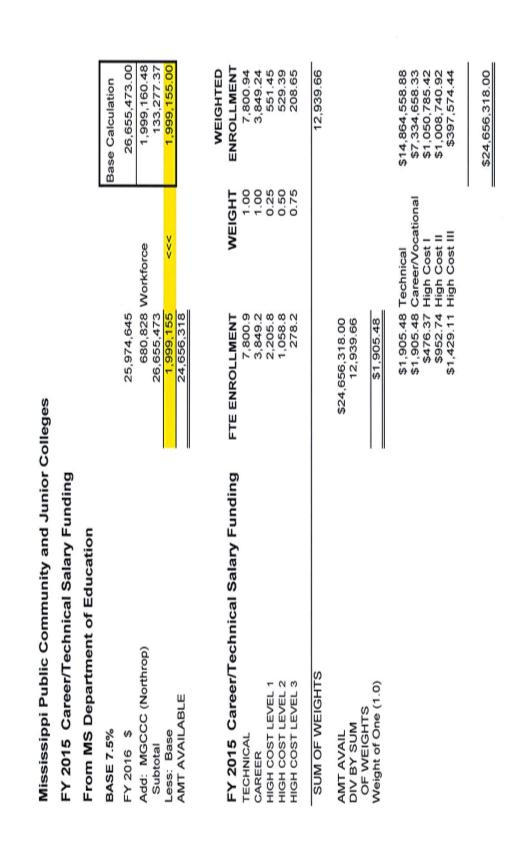 Mississippi Public Community and Junior Colleges
FY 2015 Career/Technical Salary Funding
From MS Department of Education
BASE 7.5% Base Calculation
FY 2016 $ 25,974,645 26,655,473.00
Add: MGCCC (Northrop) 680,828 Workforce 1,999,160.48
Subtotal 26,655,473 133,277.37
Less: Base 1,999,155 <<< 1,999,155.00
AMT AVAILABLE 24,656,318
WEIGHTED
FY 2015 Career/Technical Salary Funding FTE ENROLLMENT WEIGHT ENROLLMENT
TECHNICAL 7,800.9 1.00 7,800.94
CAREER 3,849.2 1.00 3,849.24
HIGH COST LEVEL 1 2,205.8 0.25 551.45
HIGH COST LEVEL 2 1,058.8 0.50 529.39
HIGH COST LEVEL 3 278.2 0.75 208.65
SUM OF WEIGHTS 12,939.66
AMT AVAIL $24,656,318.00
DIV BY SUM 12,939.66
OF WEIGHTS
Weight of One (1.0) $1,905.48
$1,905.48 Technical $14,864,558.88
$1,905.48 Career/Vocational $7,334,658.33
$476.37 High Cost I $1,050,785.42
$952.74 High Cost II $1,008,740.92
$1,429.11 High Cost III $397,574.44
$24,656,318.00